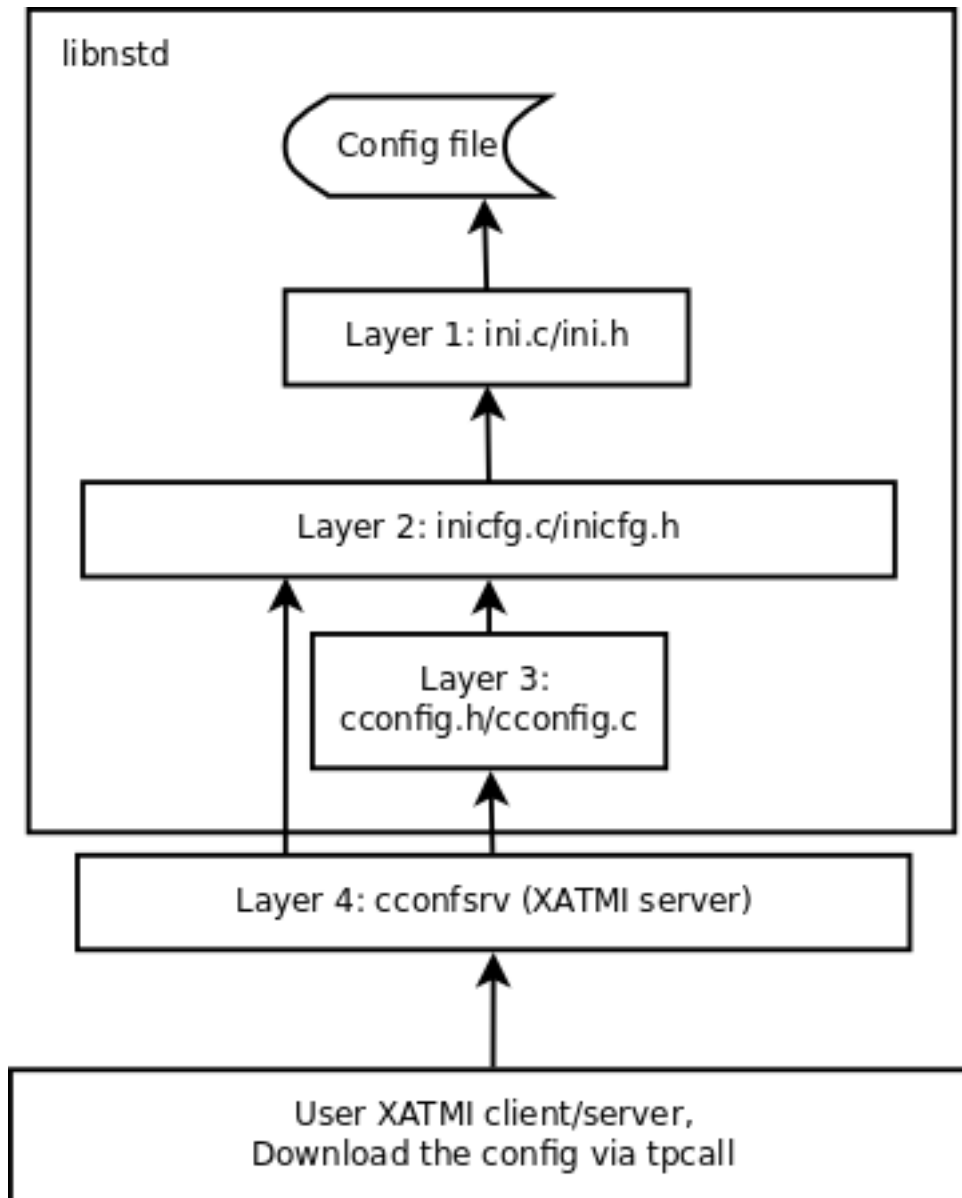 libnstd
Config file
Layer 1: ini.c/ini.h
Layer 2: inicfg.c/inicfg.h
Layer 3:
cconfig.h/cconfig.c
Layer 4: cconfsrv (XATMI server)
User XATMI client/server,
Download the config via tpcall